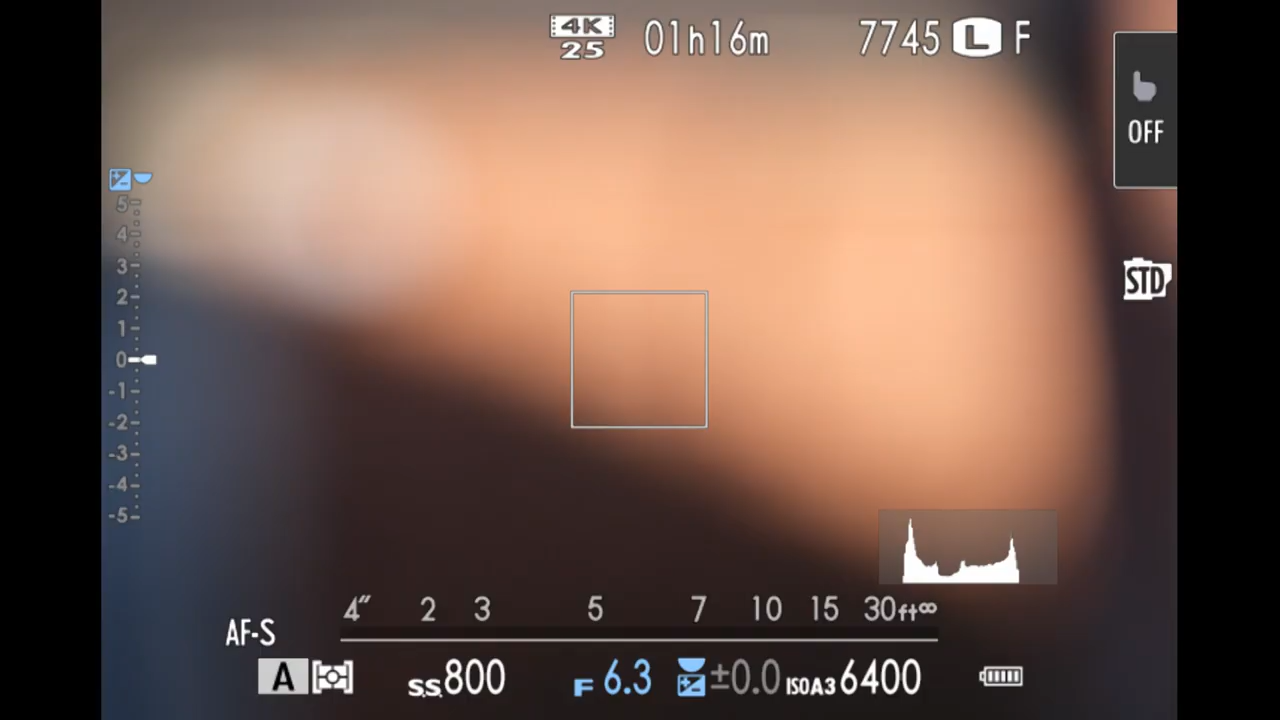 4K 01h16m 7745 L F
25
OFF
5
4
3
STD
2
1
0
-1
-2
-3
-4
-5
4" 2 3 5 7 10 15 30ft∞
AF-S
A S.S.800 F 6.3 ±0.0 ISOA3 6400